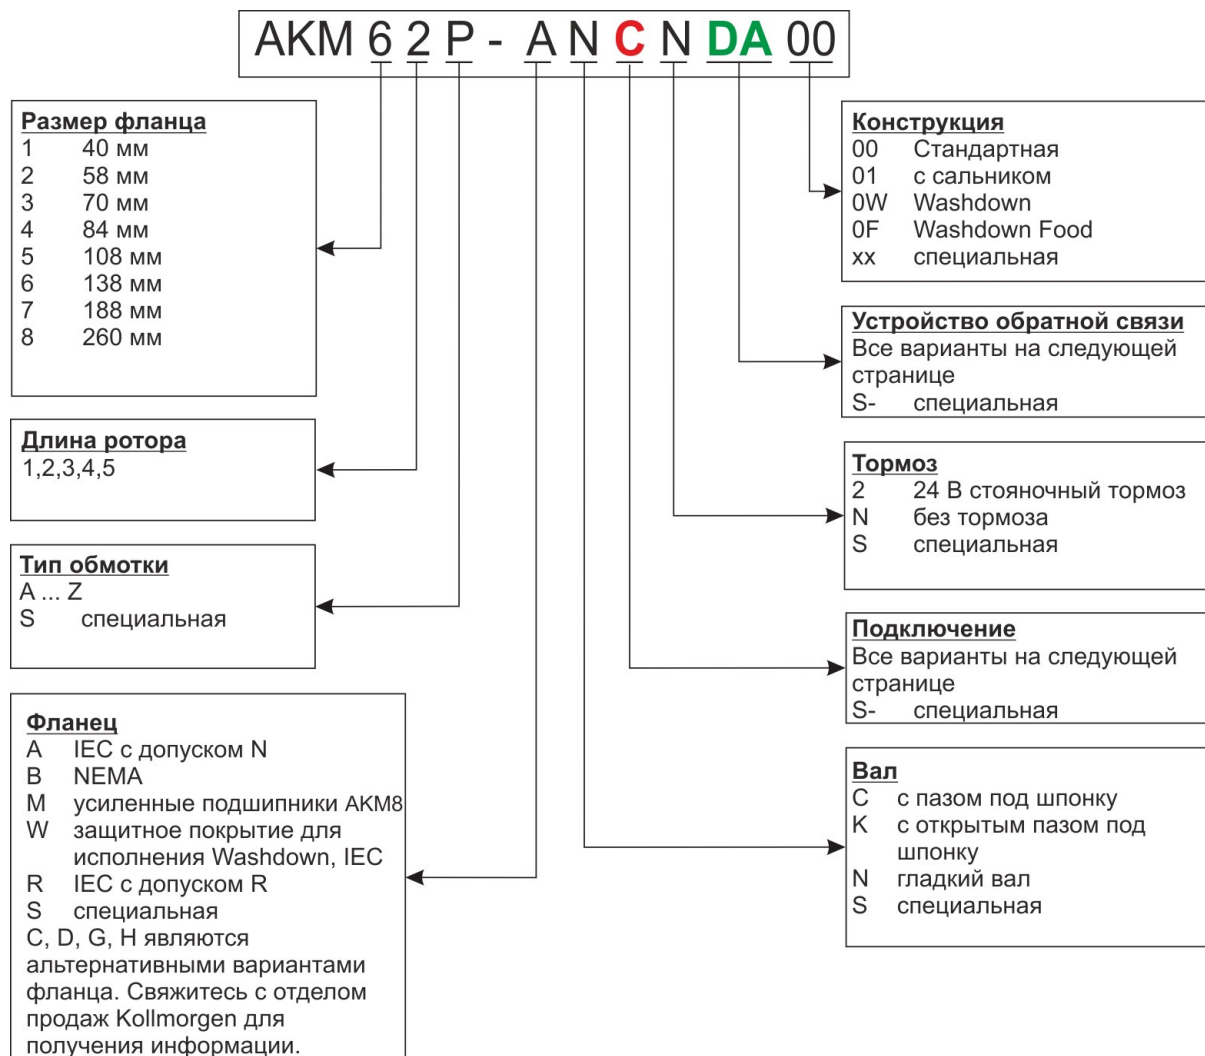 AKM 6 2 P - A N C N DA 00
Размер фланца
1 40 мм
2 58 мм
3 70 мм
4 84 мм
5 108 мм
6 138 мм
7 188 мм
8 260 мм
Длина ротора
1,2,3,4,5
Тип обмотки
A ... Z
S специальная
Фланец
A IEC с допуском N
B NEMA
M усиленные подшипники AKM8
W защитное покрытие для
исполнения Washdown, IEC
R IEC с допуском R
S специальная
C, D, G, H являются
альтернативными вариантами
фланца. Свяжитесь с отделом
продаж Kollmorgen для
получения информации.
Конструкция
00 Стандартная
01 с сальником
0W Washdown
0F Washdown Food
xx специальная
Устройство обратной связи
Все варианты на следующей
странице
S- специальная
Тормоз
2 24 В стояночный тормоз
N без тормоза
S специальная
Подключение
Все варианты на следующей
странице
S- специальная
Вал
C с пазом под шпонку
K с открытым пазом под
шпонку
N гладкий вал
S специальная